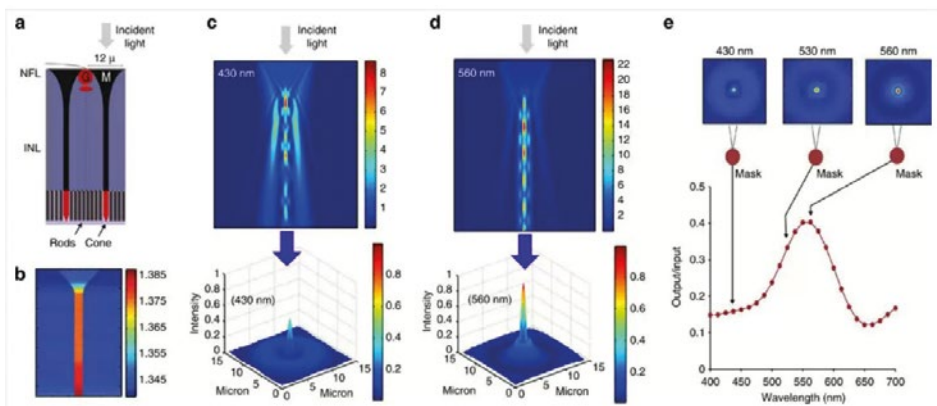 a
Incident
light
12 μ
NFL
G
M
INL
Rods
Cone
b
1.385
1.375
1.365
1.355
1.345
c
Incident
light
430 nm
8
7
6
5
4
3
2
1
Intensity
1
0.8
0.6
0.4
0.2
0
(430 nm)
15
10
5
0
Micron
0
5
10
15
0.8
0.6
0.4
0.2
d
Incident
light
560 nm
22
20
18
16
14
12
10
8
6
4
2
Intensity
1
0.8
0.6
0.4
0.2
0
(560 nm)
15
10
5
0
Micron
0
5
10
15
0.8
0.6
0.4
0.2
e
430 nm
530 nm
560 nm
Mask
Mask
Mask
Output/input
0.5
0.4
0.3
0.2
0.1
0
400
450
500
550
600
650
700
Wavelength (nm)